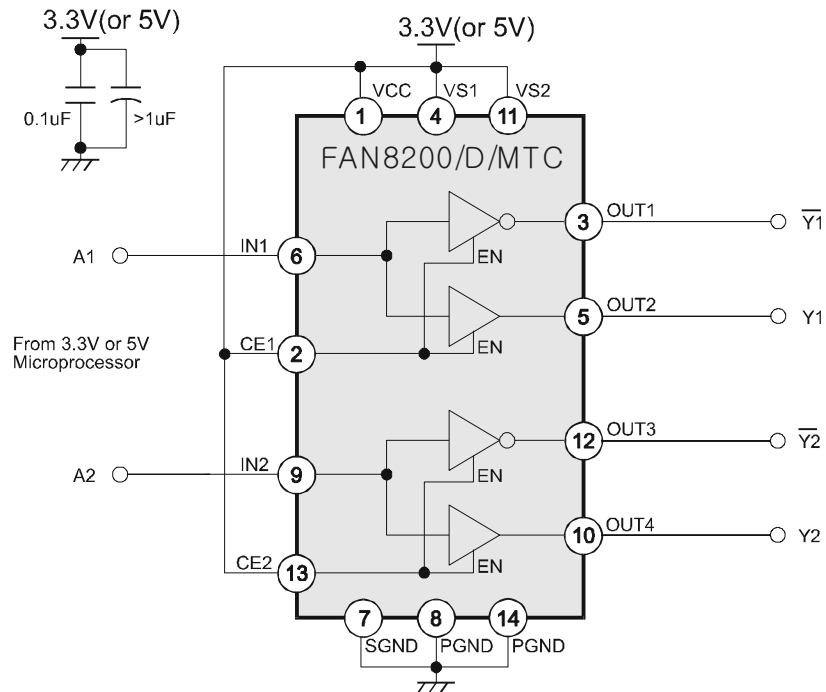 3.3V(or 5V)
0.1uF
>1uF
3.3V(or 5V)
VCC
VS1
VS2
1
4
11
FAN8200/D/MTC
A1
IN1
6
EN
3
OUT1
Y1
5
OUT2
Y1
From 3.3V or 5V
Microprocessor
CE1
2
EN
A2
IN2
9
EN
12
OUT3
Y2
10
OUT4
Y2
CE2
13
EN
7
8
14
SGND
PGND
PGND